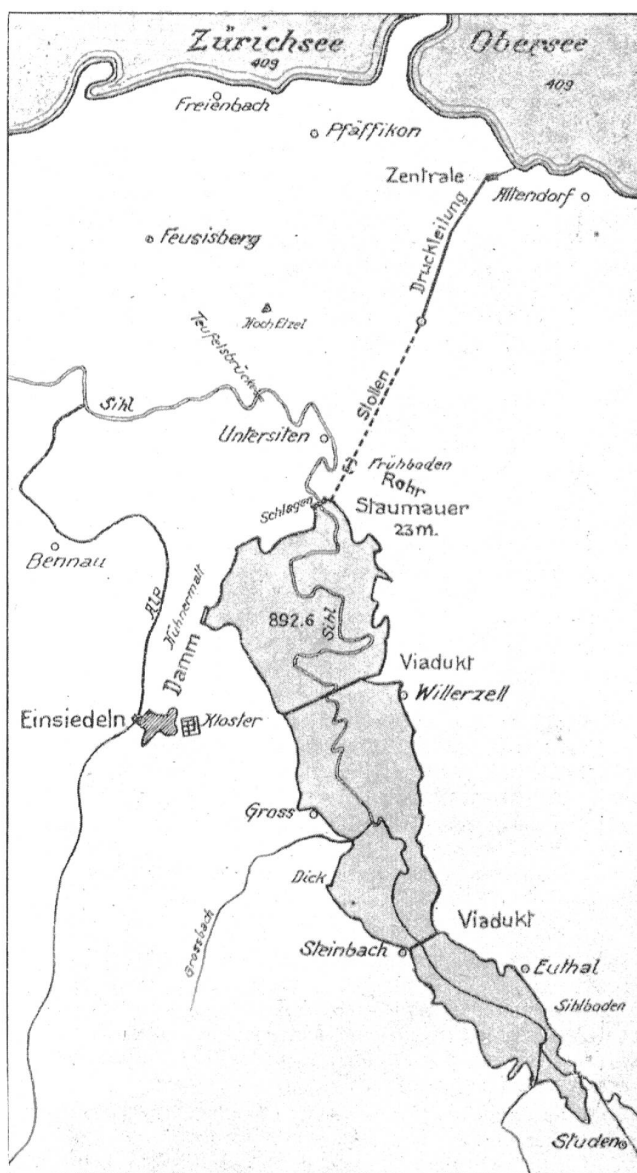 Zürichsee
409
Obersee
409
Freienbach
Pfäffikon
Zentrale
Altendorf
Feusisberg
Druckleitung
Hoch Etzel
Teufelsbrücke
Stollen
Sihl
Untersiten
Frühboden
Rohr
Schlagen
Staumauer
23 m.
Bennau
Alp
Hühnermatt
Damm
892.6
Sihl
Viadukt
Willerzell
Einsiedeln
Kloster
Gross
Dick
Grossbach
Viadukt
Steinbach
Euthal
Sihlboden
Studen